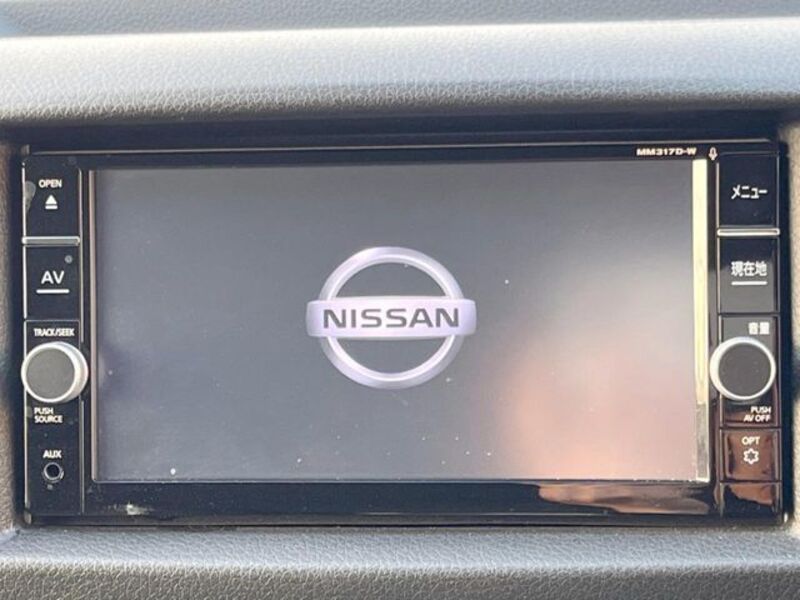 MM317D-W
OPEN
AV
TRACK/SEEK
PUSH
SOURCE
AUX
NISSAN
メニュー
現在地
音量
PUSH
AV OFF
OPT